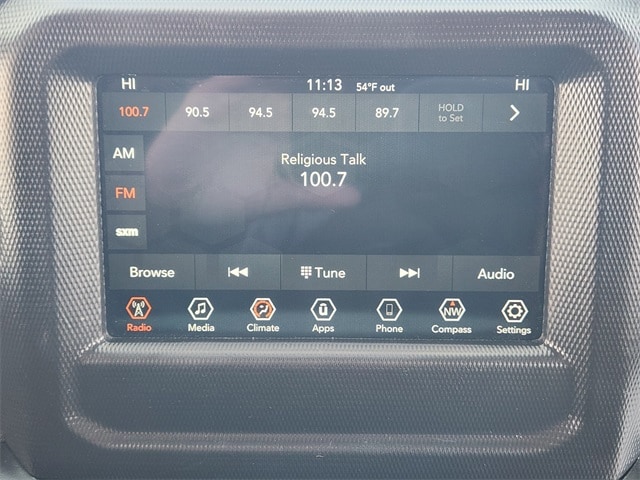 HI 11:13 54°F out HI
100.7 90.5 94.5 94.5 89.7 HOLD
to Set
AM
Religious Talk
100.7
FM
sxm
Browse Tune Audio
NW
Radio Media Climate Apps Phone Compass Settings